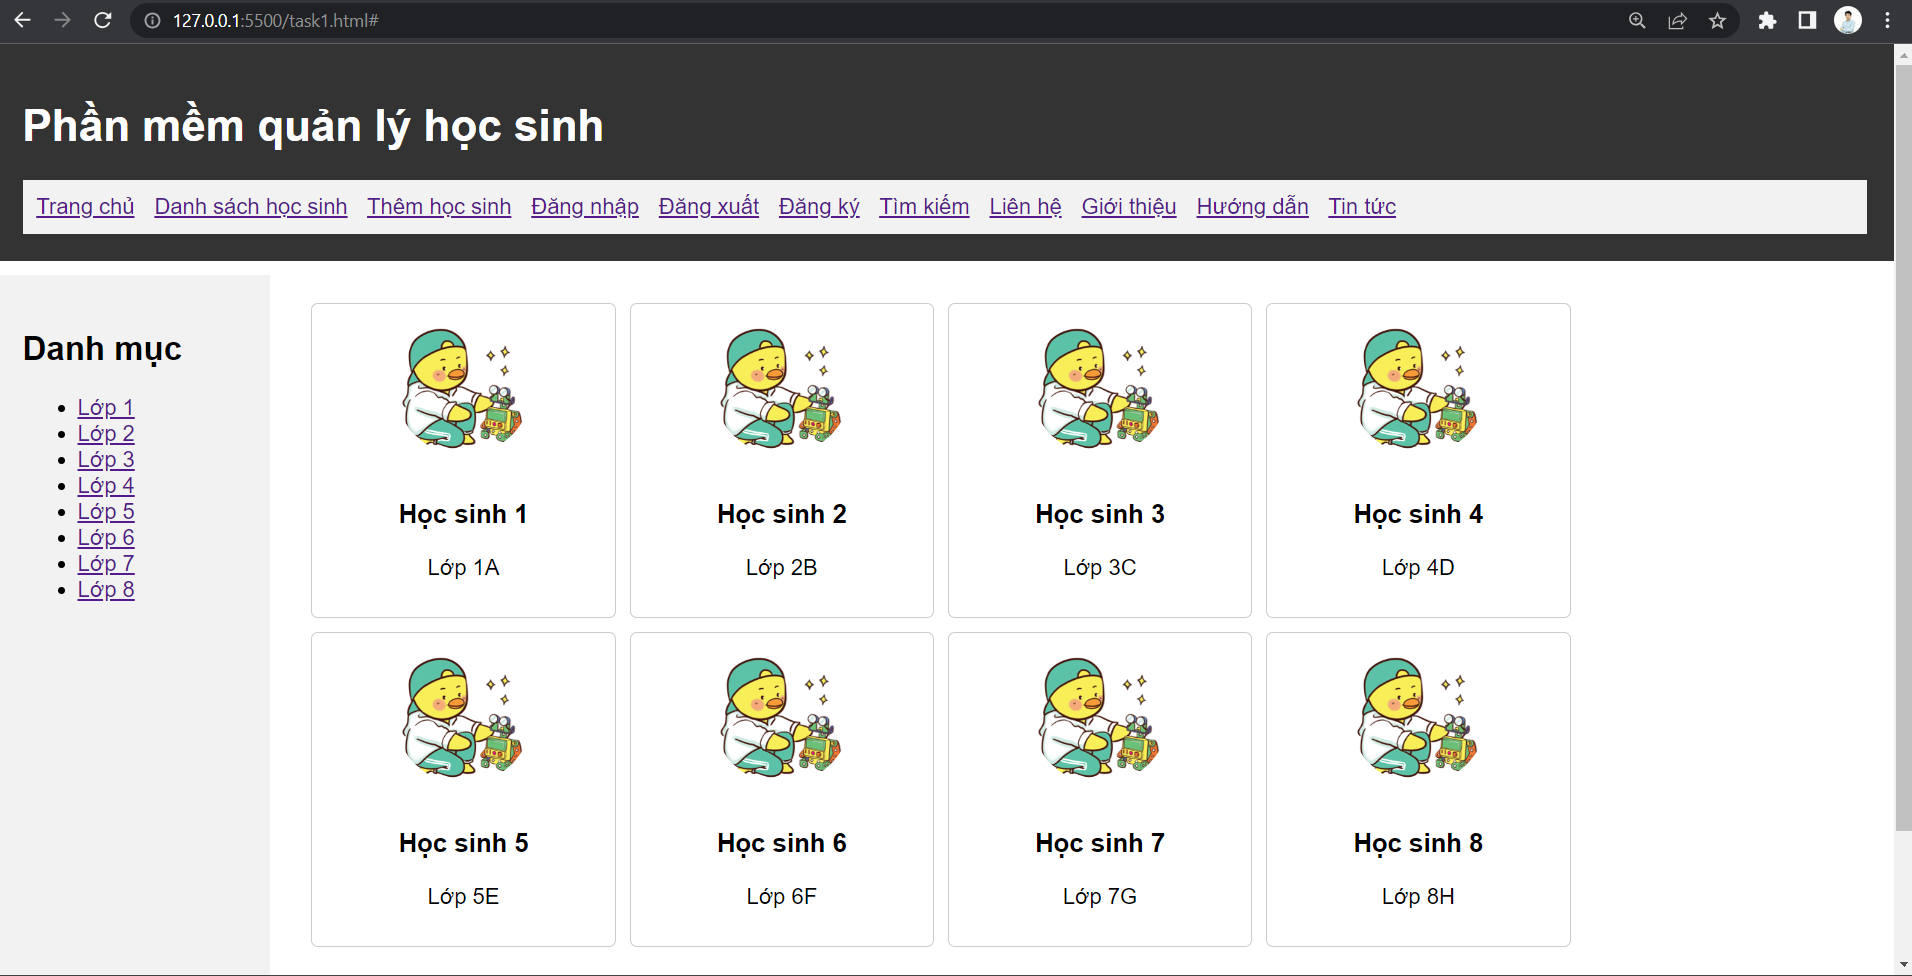 127.0.0.1:5500/task1.html#
Phần mềm quản lý học sinh
Trang chủ Danh sách học sinh Thêm học sinh Đăng nhập Đăng xuất Đăng ký Tìm kiếm Liên hệ Giới thiệu Hướng dẫn Tin tức
Danh mục
Lớp 1
Lớp 2
Lớp 3
Lớp 4
Lớp 5
Lớp 6
Lớp 7
Lớp 8
Học sinh 1
Lớp 1A
Học sinh 2
Lớp 2B
Học sinh 3
Lớp 3C
Học sinh 4
Lớp 4D
Học sinh 5
Lớp 5E
Học sinh 6
Lớp 6F
Học sinh 7
Lớp 7G
Học sinh 8
Lớp 8H